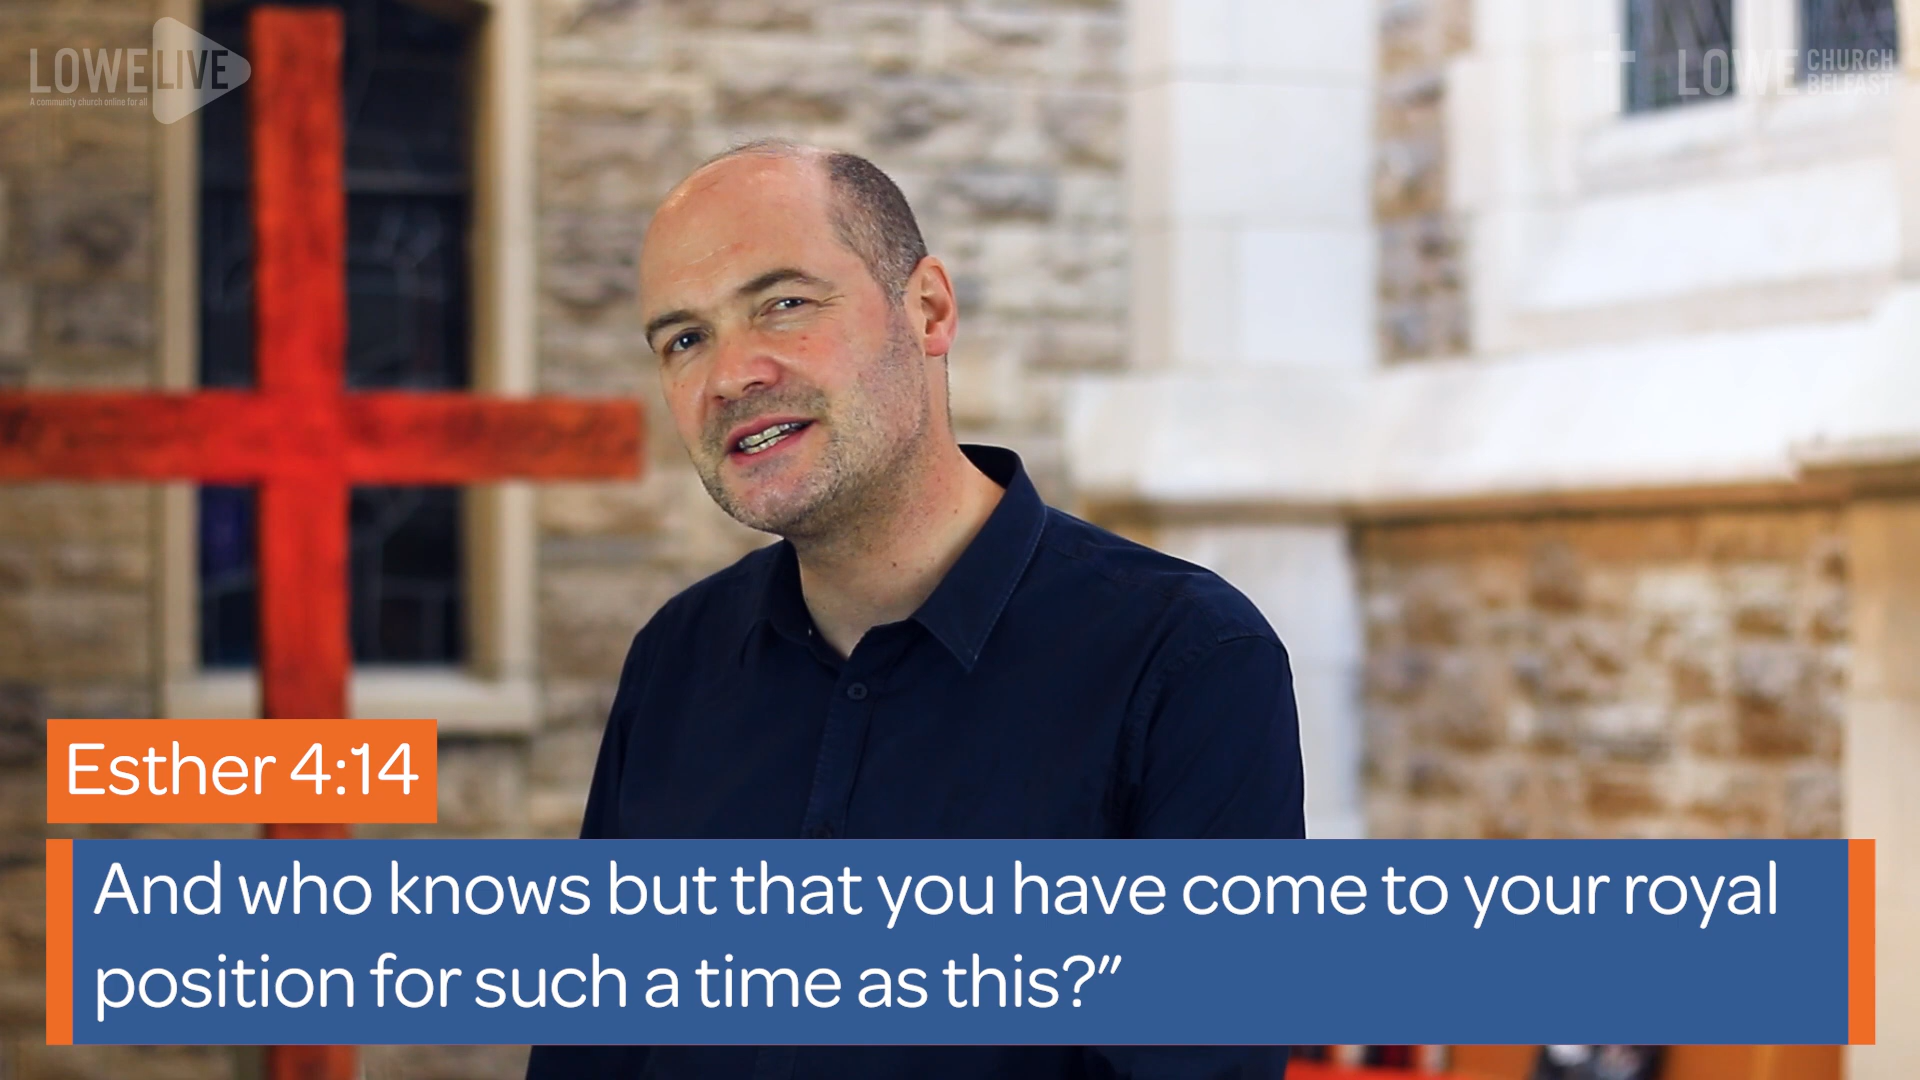 LOWELIVE
A community church online for all
LOWE CHURCH
BELFAST
Esther 4:14
And who knows but that you have come to your royal
position for such a time as this?”